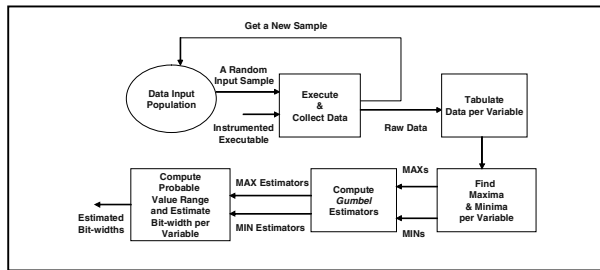 Get a New Sample
A Random
Input Sample
Data Input
Population
Execute
&
Collect Data
Instrumented
Executable
Raw Data
Tabulate
Data per Variable
MAXs
Find
Maxima
& Minima
per Variable
MINs
Compute
Gumbel
Estimators
MAX Estimators
MIN Estimators
Compute
Probable
Value Range
and Estimate
Bit-width per
Variable
Estimated
Bit-widths